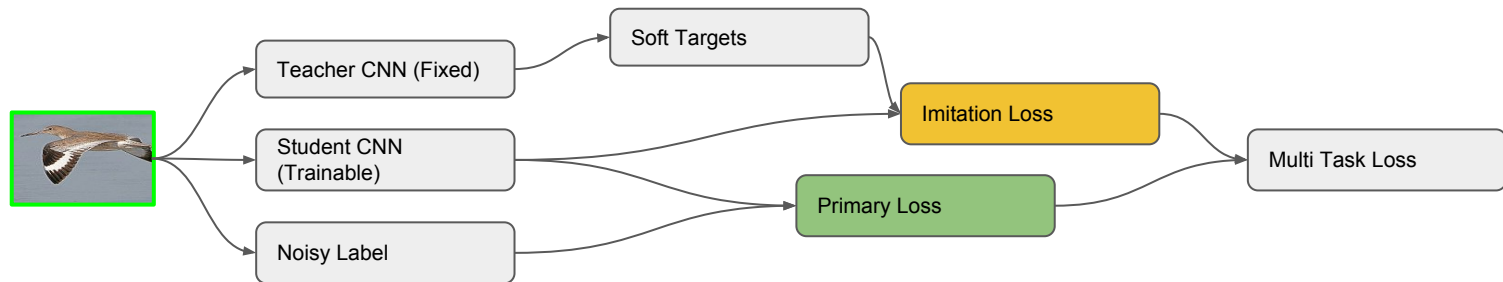 Teacher CNN (Fixed)
Soft Targets
Student CNN
(Trainable)
Imitation Loss
Multi Task Loss
Primary Loss
Noisy Label